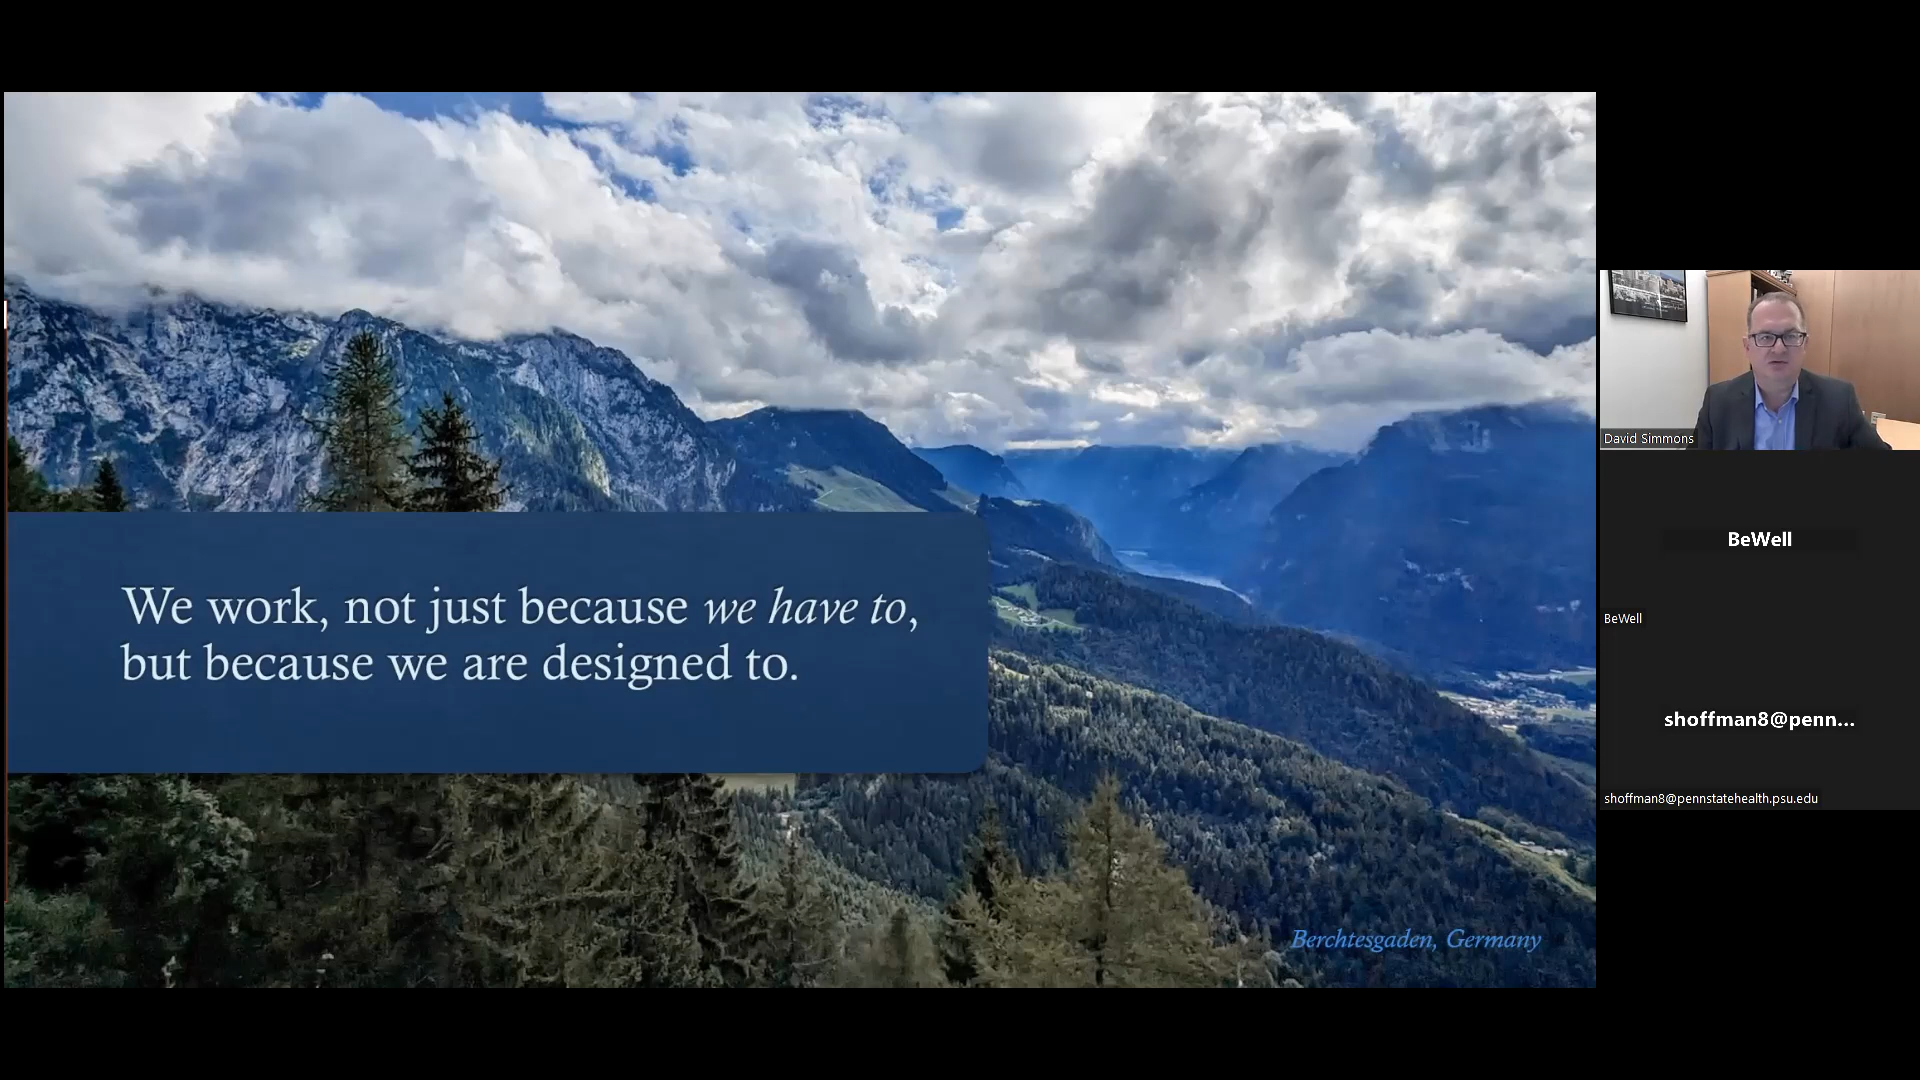 We work, not just because we have to,
but because we are designed to.
Berchtesgaden, Germany
David Simmons
BeWell
BeWell
shoffman8@penn...
shoffman8@pennstatehealth.psu.edu